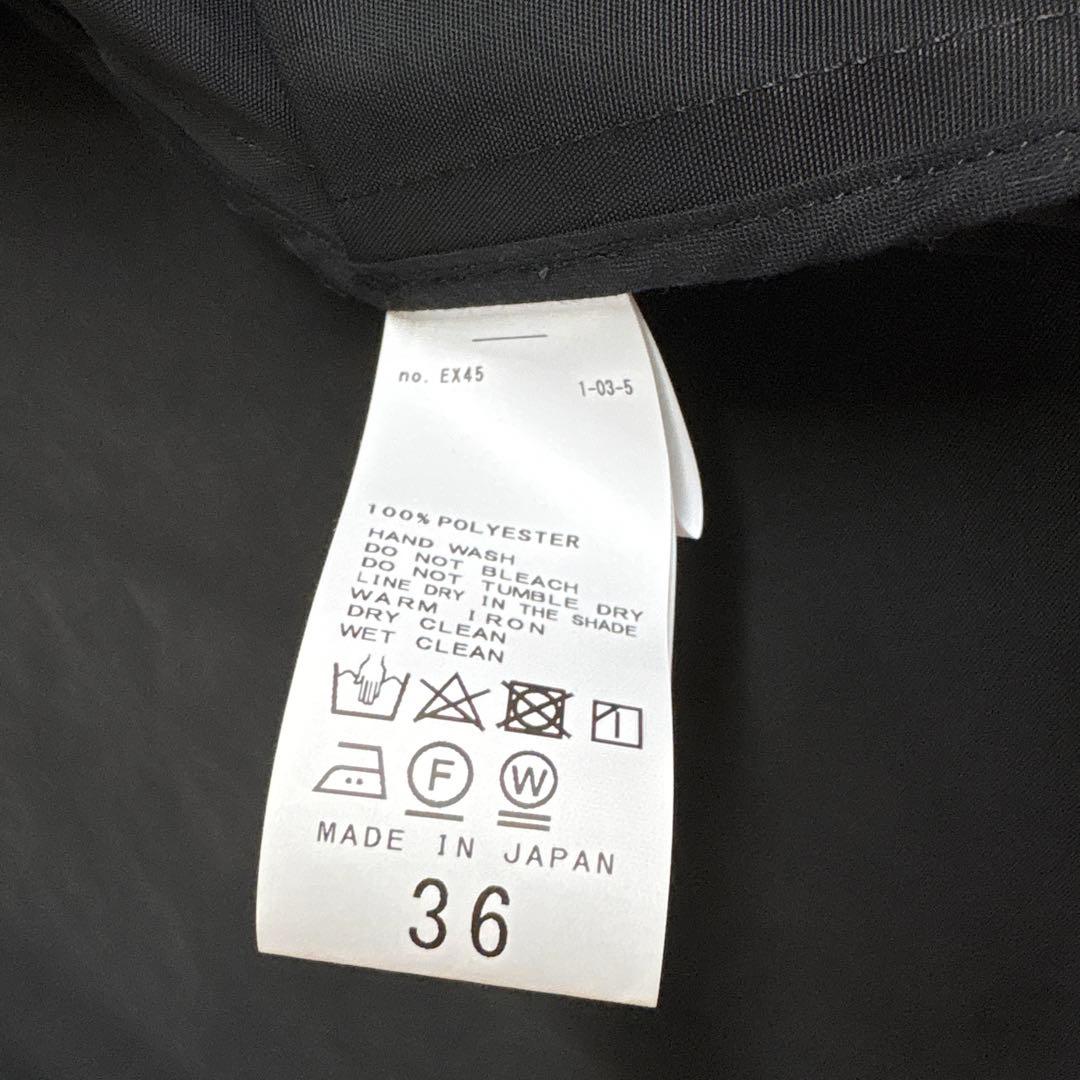 no. EX45
1-03-5
100% POLYESTER
HAND WASH
DO NOT BLEACH
DO NOT TUMBLE DRY
LINE DRY IN THE SHADE
WARM IRON
DRY CLEAN
WET CLEAN
F W
MADE IN JAPAN
36